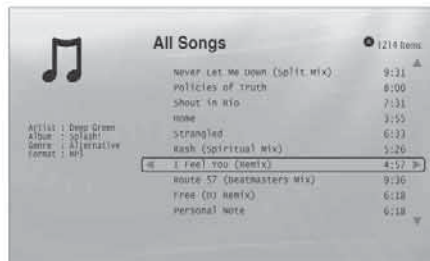 All Songs
1214 Items
Never Let Me Down (Split Mix) 9:31
Policies of Truth 8:00
Shout in Rio 7:31
Home 3:55
Strangled 6:33
Kash (Spiritual Mix) 5:26
I Feel You (Remix) 4:57
Route 57 (Beatmasters Mix) 9:36
Free (DJ Remix) 6:18
Personal Note 6:18
Artist : Deep Green
Album : Splash!
Genre : Alternative
Format : MP3